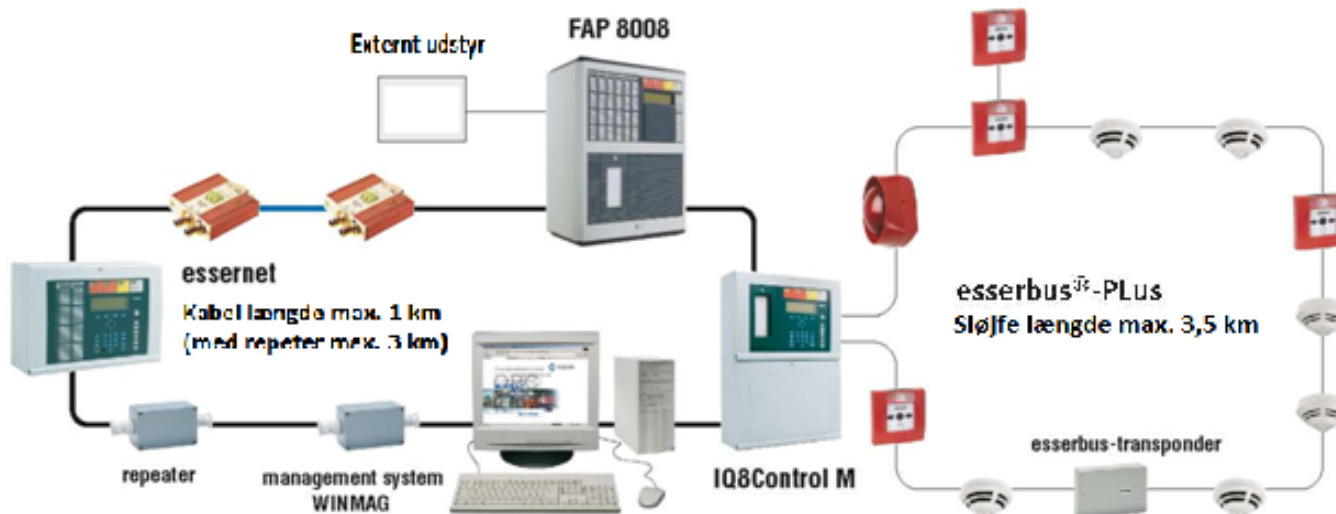 FAP 8008
Externt udstyr
essernet
Kabel længde max. 1 km
(med repeter max. 3 km)
esserbus®-PLus
Sløjfe længde max. 3,5 km
esserbus-transponder
repeater
management system
WINMAG
IQ8Control M